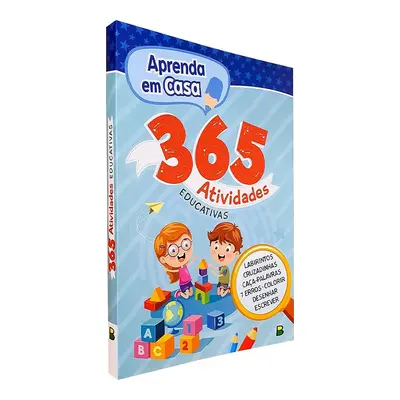 Aprenda
em Casa
365
Atividades
EDUCATIVAS
LABIRINTOS
CRUZADINHAS
CAÇA-PALAVRAS
7 ERROS - COLORIR
DESENHAR
ESCREVER
A
1
3
B C 2
B
365 Atividades EDUCATIVAS
B